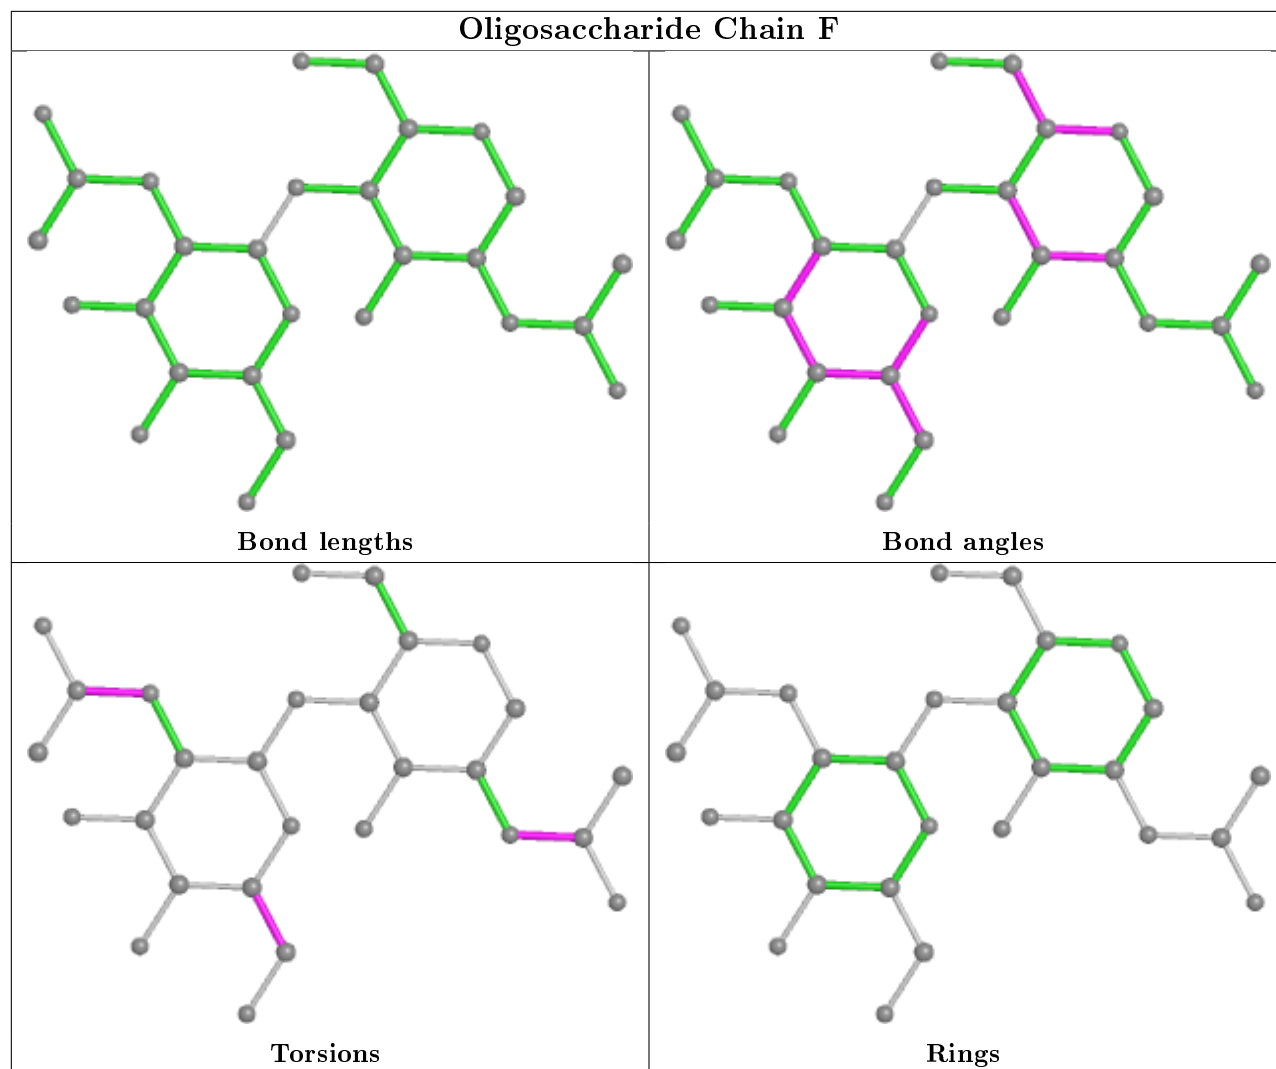 Oligosaccharide Chain F
Bond lengths
Bond angles
Torsions
Rings